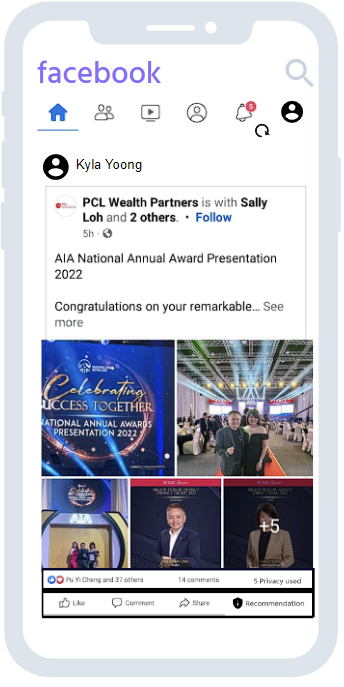 facebook
5
Kyla Yoong
PCL Wealth Partners is with Sally
Loh and 2 others. • Follow
5h ·
AIA National Annual Award Presentation
2022
Congratulations on your remarkable... See
more
Celebrating
SUCCESS TOGETHER
NATIONAL ANNUAL AWARDS
PRESENTATION 2022
AIA
+5
Pu Yi Cheng and 37 others
14 comments
5 Privacy used
Like
Comment
Share
Recommendation